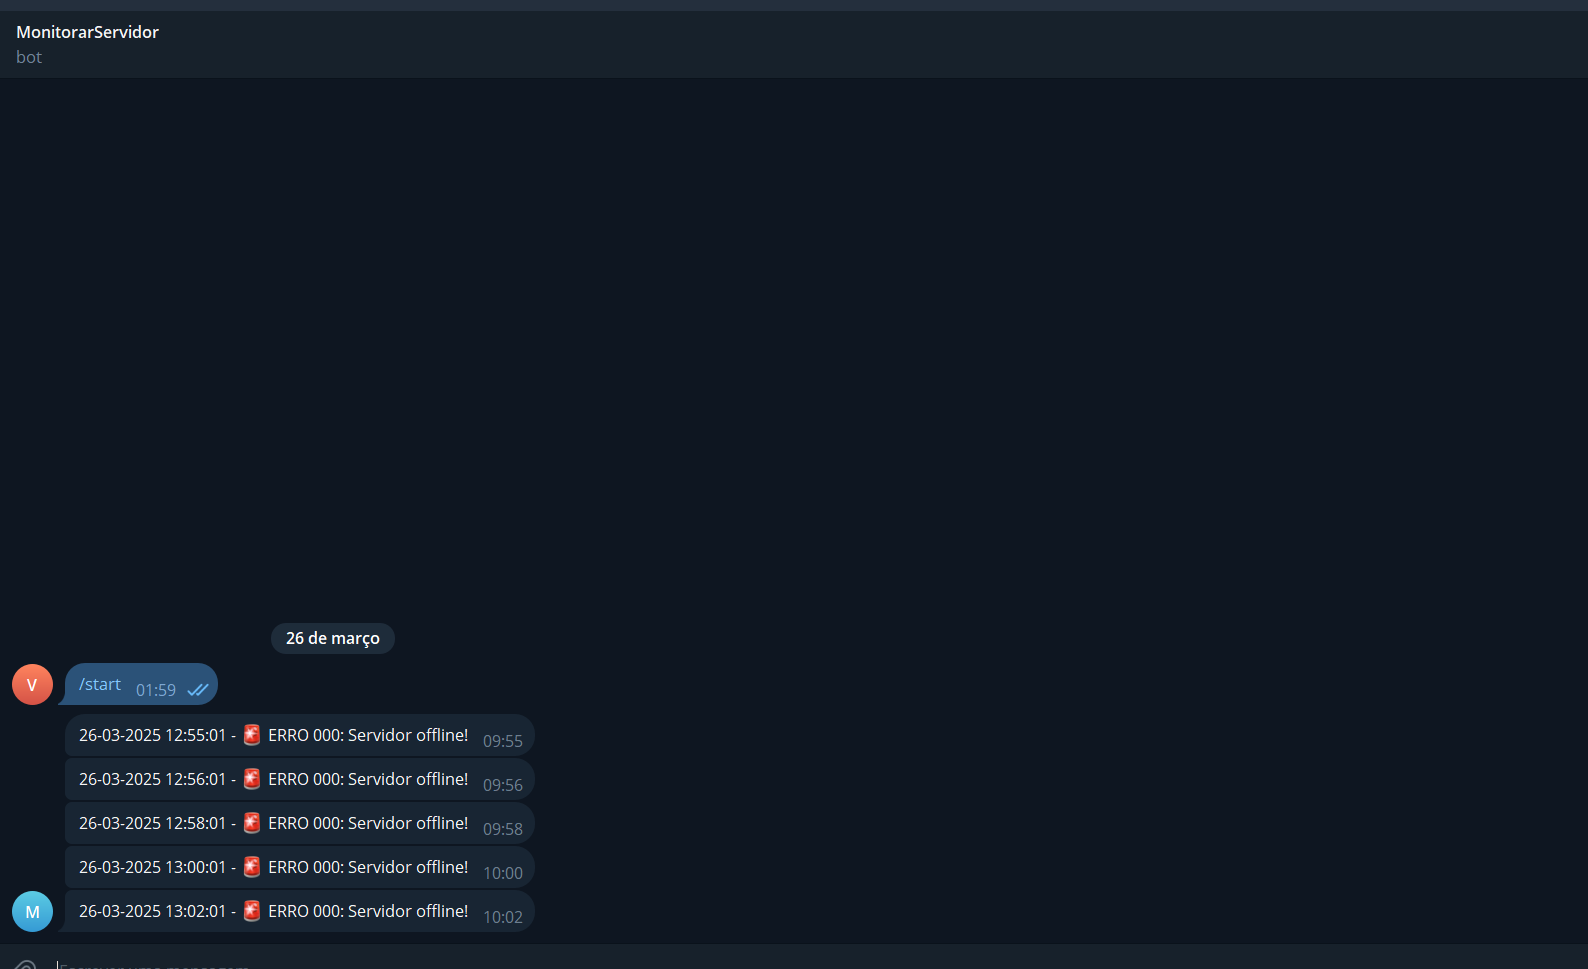 MonitorarServidor
bot
26 de março
V
/start 01:59
26-03-2025 12:55:01 - 🚨 ERRO 000: Servidor offline! 09:55
26-03-2025 12:56:01 - 🚨 ERRO 000: Servidor offline! 09:56
26-03-2025 12:58:01 - 🚨 ERRO 000: Servidor offline! 09:58
26-03-2025 13:00:01 - 🚨 ERRO 000: Servidor offline! 10:00
M
26-03-2025 13:02:01 - 🚨 ERRO 000: Servidor offline! 10:02